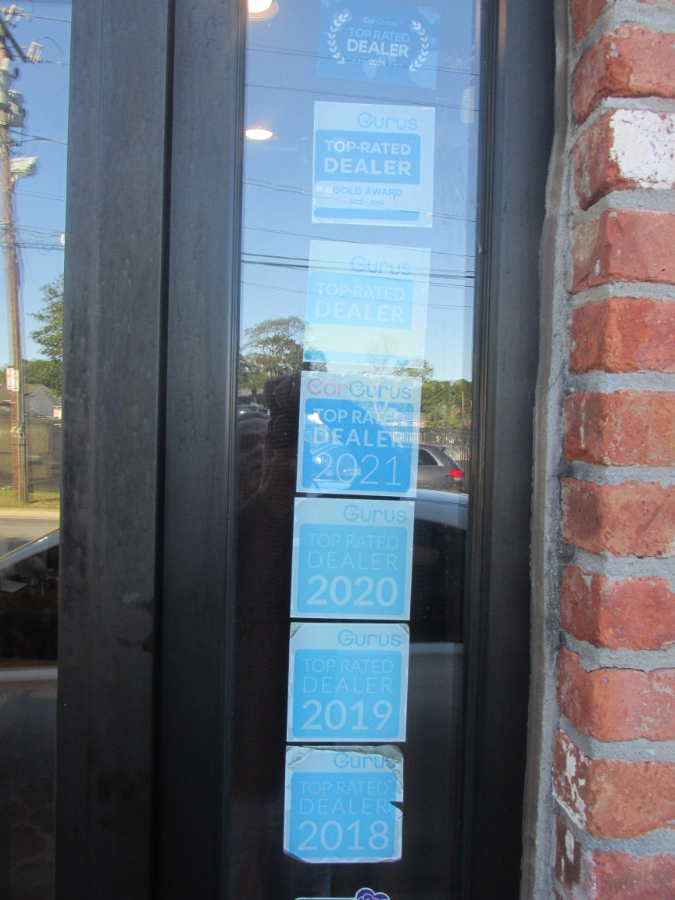 CarGurus
TOP RATED
DEALER
2024
Gurus
TOP-RATED
DEALER
GOLD AWARD
Gurus
TOP RATED
DEALER
CarGurus
TOP RATED
DEALER
2021
Gurus
TOP RATED
DEALER
2020
Gurus
TOP RATED
DEALER
2019
Gurus
TOP RATED
DEALER
2018